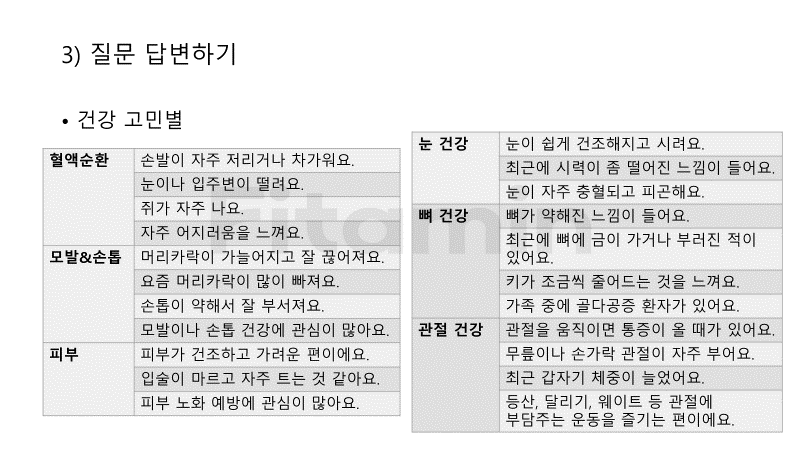 3) 질문 답변하기
• 건강 고민별
혈액순환 손발이 자주 저리거나 차가워요.
눈이나 입주변이 떨려요.
쥐가 자주 나요.
자주 어지러움을 느껴요.
모발&손톱 머리카락이 가늘어지고 잘 끊어져요.
요즘 머리카락이 많이 빠져요.
손톱이 약해서 잘 부서져요.
모발이나 손톱 건강에 관심이 많아요.
피부 피부가 건조하고 가려운 편이에요.
입술이 마르고 자주 트는 것 같아요.
피부 노화 예방에 관심이 많아요.
눈 건강 눈이 쉽게 건조해지고 시려요.
최근에 시력이 좀 떨어진 느낌이 들어요.
눈이 자주 충혈되고 피곤해요.
뼈 건강 뼈가 약해진 느낌이 들어요.
최근에 뼈에 금이 가거나 부러진 적이
있어요.
키가 조금씩 줄어드는 것을 느껴요.
가족 중에 골다공증 환자가 있어요.
관절 건강 관절을 움직이면 통증이 올 때가 있어요.
무릎이나 손가락 관절이 자주 부어요.
최근 갑자기 체중이 늘었어요.
등산, 달리기, 웨이트 등 관절에
부담주는 운동을 즐기는 편이에요.
Fitamin